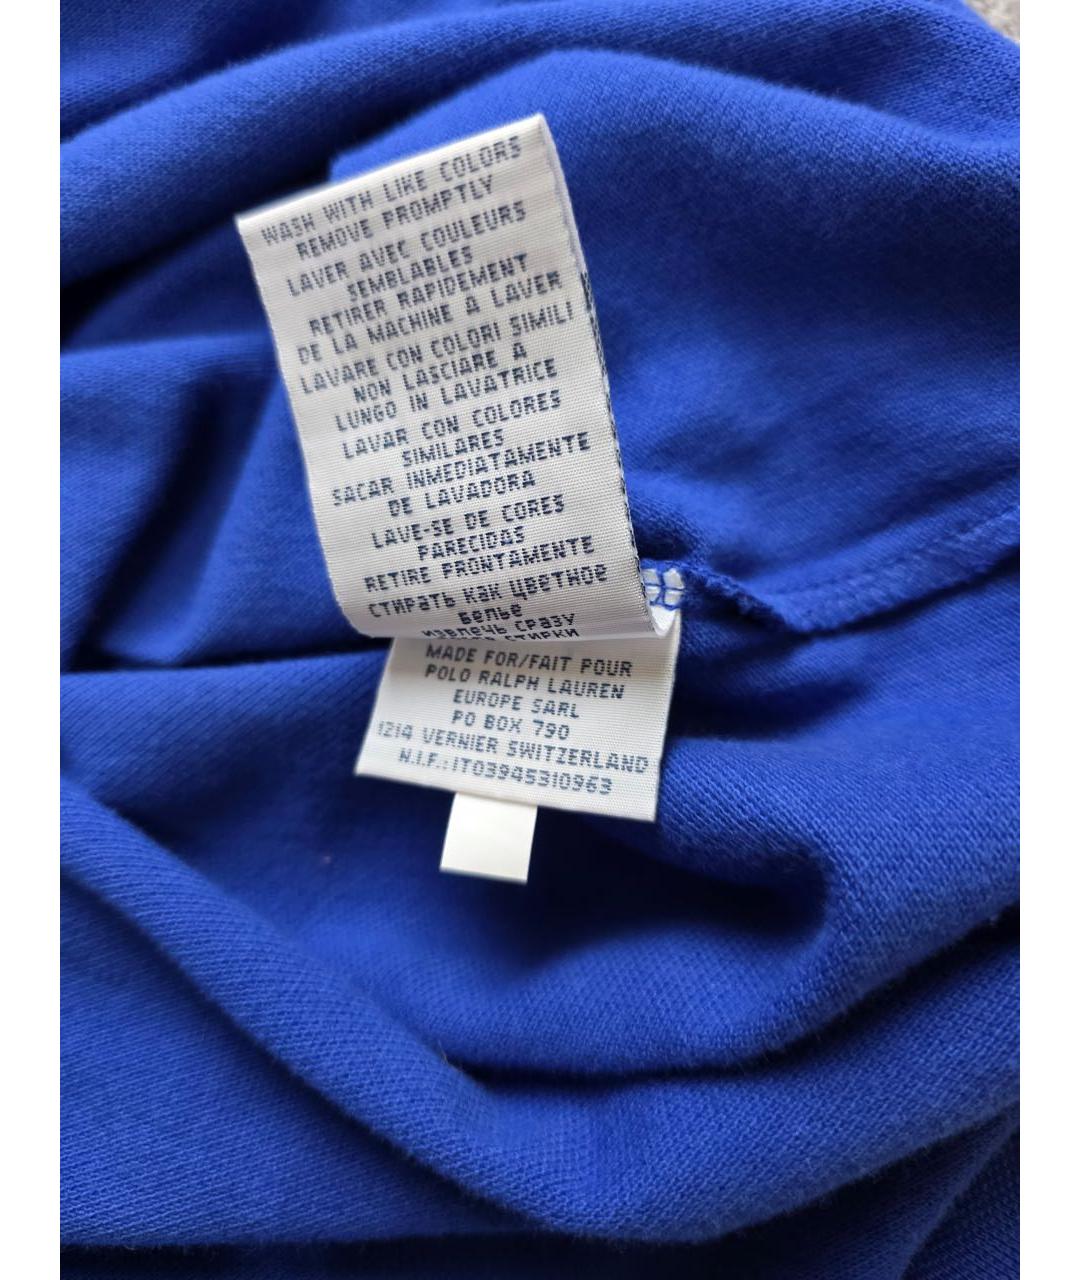 WASH WITH LIKE COLORS
REMOVE PROMPTLY
LAVER AVEC COULEURS
SEMBLABLES
RETIRER RAPIDEMENT
DE LA MACHINE A LAVER
LAVARE CON COLORI SIMILI
NON LASCIARE A
LUNGO IN LAVATRICE
LAVAR CON COLORES
SIMILARES
SACAR INMEDIATAMENTE
DE LAVADORA
LAVE-SE DE CORES
PARECIDAS
RETIRE PRONTAMENTE
СТИРАТЬ КАК ЦВЕТНОЕ
БЕЛЬЕ
ИЗВЛЕЧЬ СРАЗУ
СТИРКИ
MADE FOR/FAIT POUR
POLO RALPH LAUREN
EUROPE SARL
PO BOX 790
1214 VERNIER SWITZERLAND
N.I.F.: IT03945310963